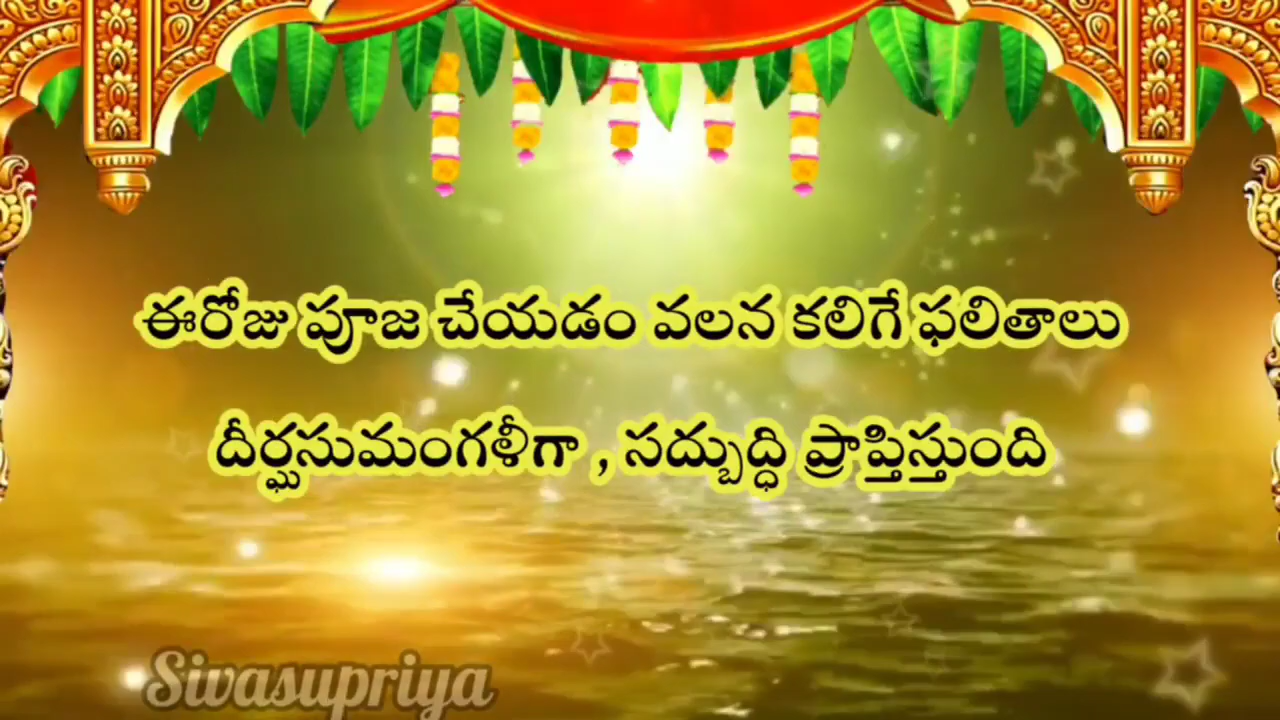 ఈరోజు పూజ చేయడం వలన కలిగే ఫలితాలు
దీర్ఘసుమంగళీగా , సద్బుద్ధి ప్రాప్తిస్తుంది
Sivasupriya